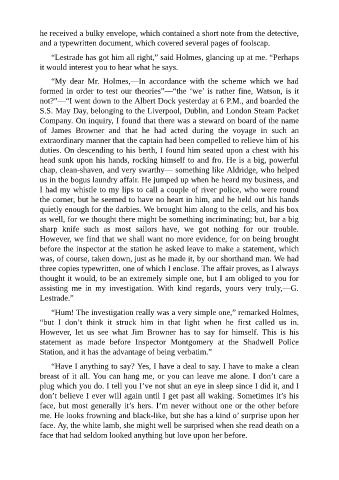 he received a bulky envelope, which contained a short note from the detective,
and a typewritten document, which covered several pages of foolscap.
“Lestrade has got him all right,” said Holmes, glancing up at me. “Perhaps
it would interest you to hear what he says.
“My dear Mr. Holmes,—In accordance with the scheme which we had
formed in order to test our theories”—“the ‘we’ is rather fine, Watson, is it
not?”—“I went down to the Albert Dock yesterday at 6 P.M., and boarded the
S.S. May Day, belonging to the Liverpool, Dublin, and London Steam Packet
Company. On inquiry, I found that there was a steward on board of the name
of James Browner and that he had acted during the voyage in such an
extraordinary manner that the captain had been compelled to relieve him of his
duties. On descending to his berth, I found him seated upon a chest with his
head sunk upon his hands, rocking himself to and fro. He is a big, powerful
chap, clean-shaven, and very swarthy— something like Aldridge, who helped
us in the bogus laundry affair. He jumped up when he heard my business, and
I had my whistle to my lips to call a couple of river police, who were round
the corner, but he seemed to have no heart in him, and he held out his hands
quietly enough for the darbies. We brought him along to the cells, and his box
as well, for we thought there might be something incriminating; but, bar a big
sharp knife such as most sailors have, we got nothing for our trouble.
However, we find that we shall want no more evidence, for on being brought
before the inspector at the station he asked leave to make a statement, which
was, of course, taken down, just as he made it, by our shorthand man. We had
three copies typewritten, one of which I enclose. The affair proves, as I always
thought it would, to be an extremely simple one, but I am obliged to you for
assisting me in my investigation. With kind regards, yours very truly,—G.
Lestrade.”
“Hum! The investigation really was a very simple one,” remarked Holmes,
“but I don’t think it struck him in that light when he first called us in.
However, let us see what Jim Browner has to say for himself. This is his
statement as made before Inspector Montgomery at the Shadwell Police
Station, and it has the advantage of being verbatim.”
“Have I anything to say? Yes, I have a deal to say. I have to make a clean
breast of it all. You can hang me, or you can leave me alone. I don’t care a
plug which you do. I tell you I’ve not shut an eye in sleep since I did it, and I
don’t believe I ever will again until I get past all waking. Sometimes it’s his
face, but most generally it’s hers. I’m never without one or the other before
me. He looks frowning and black-like, but she has a kind o’ surprise upon her
face. Ay, the white lamb, she might well be surprised when she read death on a
face that had seldom looked anything but love upon her before.